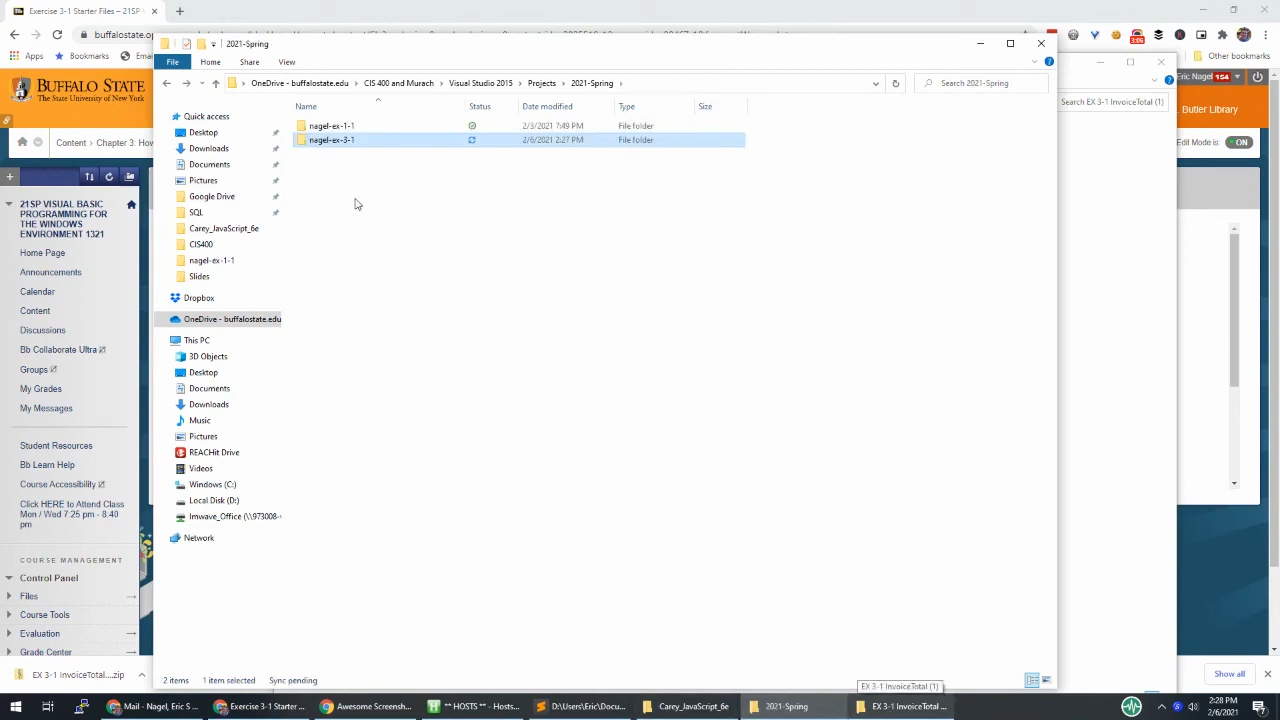 Exercise 3-1 Starter Files – 21SP
buffalostate.o
3:05
Apps
Bookmarks
Emai
Other bookmarks
BUFFALO STATE
The State University of New York
Eric Nagel 154
Butler Library
Content
Chapter 3: How
Edit Mode is:
ON
21SP VISUAL BASIC
PROGRAMMING FOR
THE WINDOWS
ENVIRONMENT 1321
Home Page
Announcements
Calendar
Content
Discussions
Bb Collaborate Ultra
Groups
My Grades
My Messages
Student Resources
Bb Learn Help
Course Accessibility
Click HERE to Attend Class
Mon / Wed 7:25 pm - 8:40
pm
COURSE MANAGEMENT
Control Panel
Files
Course Tools
Evaluation
Grade Center
Search EX 3-1 InvoiceTotal (1)
2021-Spring
File
Home
Share
View
OneDrive - buffalostate.edu
CIS 400 and Murach
Visual Studio 2015
Projects
2021-Spring
Search 2021-Spring
Name
Status
Date modified
Type
Size
nagel-ex-1-1
2/3/2021 7:49 PM
File folder
nagel-ex-3-1
2/6/2021 2:27 PM
File folder
Quick access
Desktop
Downloads
Documents
Pictures
Google Drive
SQL
Carey_JavaScript_6e
CIS400
nagel-ex-1-1
Slides
Dropbox
OneDrive - buffalostate.edu
This PC
3D Objects
Desktop
Documents
Downloads
Music
Pictures
REACHit Drive
Videos
Windows (C:)
Local Disk (D:)
lmwave_Office (\\973008-
Network
2 items
1 item selected
Sync pending
EX 3-1 InvoiceTotal (1)
EX 3-1 InvoiceTotal....zip
Show all
Mail - Nagel, Eric S ...
Exercise 3-1 Starter ...
Awesome Screensh...
** HOSTS ** - Hosts...
D:\Users\Eric\Docu...
Carey_JavaScript_6e
2021-Spring
EX 3-1 InvoiceTotal ...
2:28 PM
2/6/2021